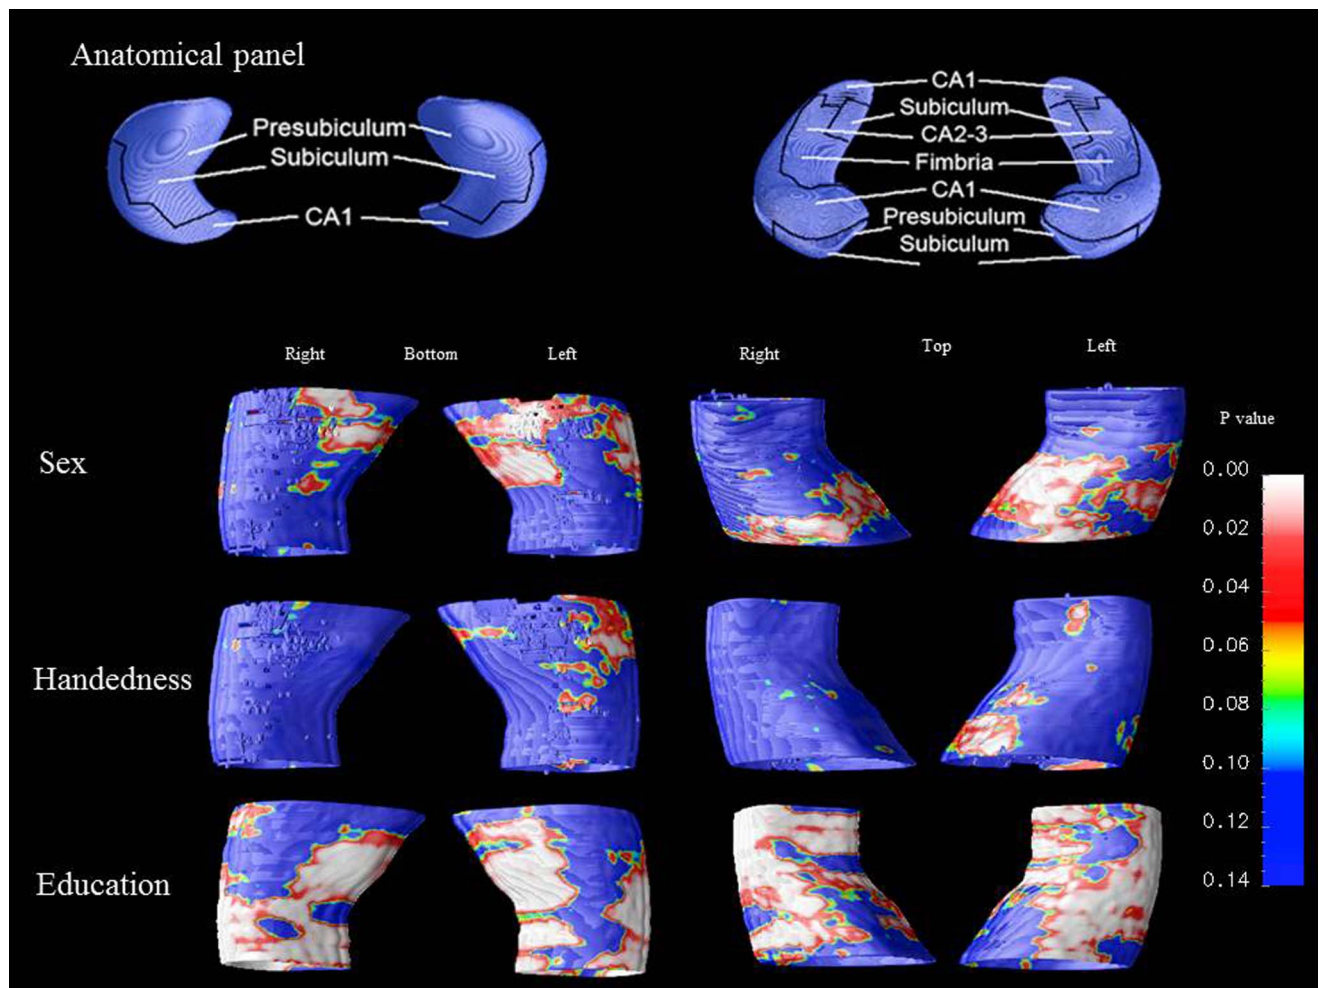 Anatomical panel
Presubiculum
Subiculum
CA1
CA1
Subiculum
CA2-3
Fimbria
CA1
Presubiculum
Subiculum
Right Bottom Left Right Top Left
P value
Sex
0.00
0.02
0.04
0.06
0.08
0.10
0.12
0.14
Handedness
Education